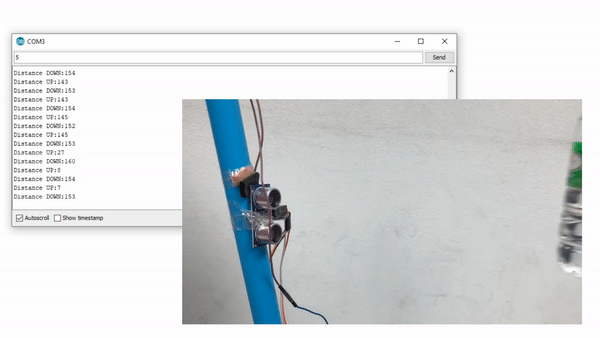 COM3
5
Send
Distance DOWN:154
Distance UP:143
Distance DOWN:153
Distance UP:143
Distance DOWN:154
Distance UP:145
Distance DOWN:152
Distance UP:145
Distance DOWN:153
Distance UP:27
Distance DOWN:160
Distance UP:8
Distance DOWN:154
Distance UP:7
Distance DOWN:153
Autoscroll
Show timestamp